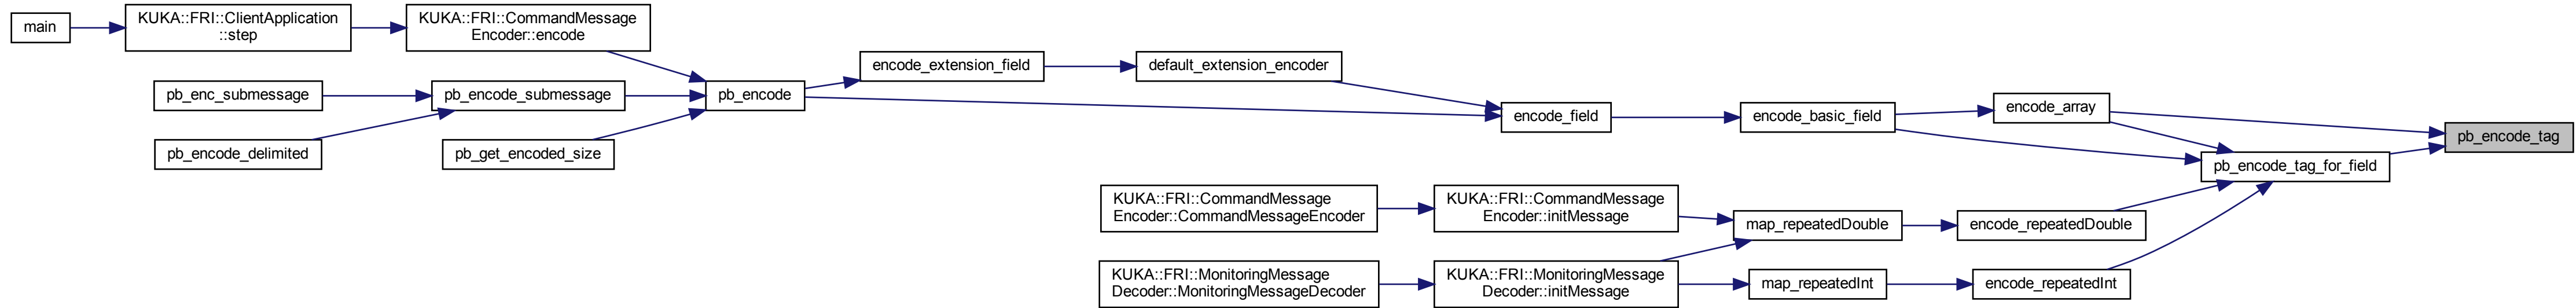 main
KUKA::FRI::ClientApplication
::step
KUKA::FRI::CommandMessage
Encoder::encode
pb_enc_submessage
pb_encode_submessage
pb_encode_delimited
pb_get_encoded_size
pb_encode
encode_extension_field
default_extension_encoder
encode_field
encode_basic_field
encode_array
pb_encode_tag
pb_encode_tag_for_field
KUKA::FRI::CommandMessage
Encoder::CommandMessageEncoder
KUKA::FRI::CommandMessage
Encoder::initMessage
map_repeatedDouble
encode_repeatedDouble
KUKA::FRI::MonitoringMessage
Decoder::MonitoringMessageDecoder
KUKA::FRI::MonitoringMessage
Decoder::initMessage
map_repeatedInt
encode_repeatedInt